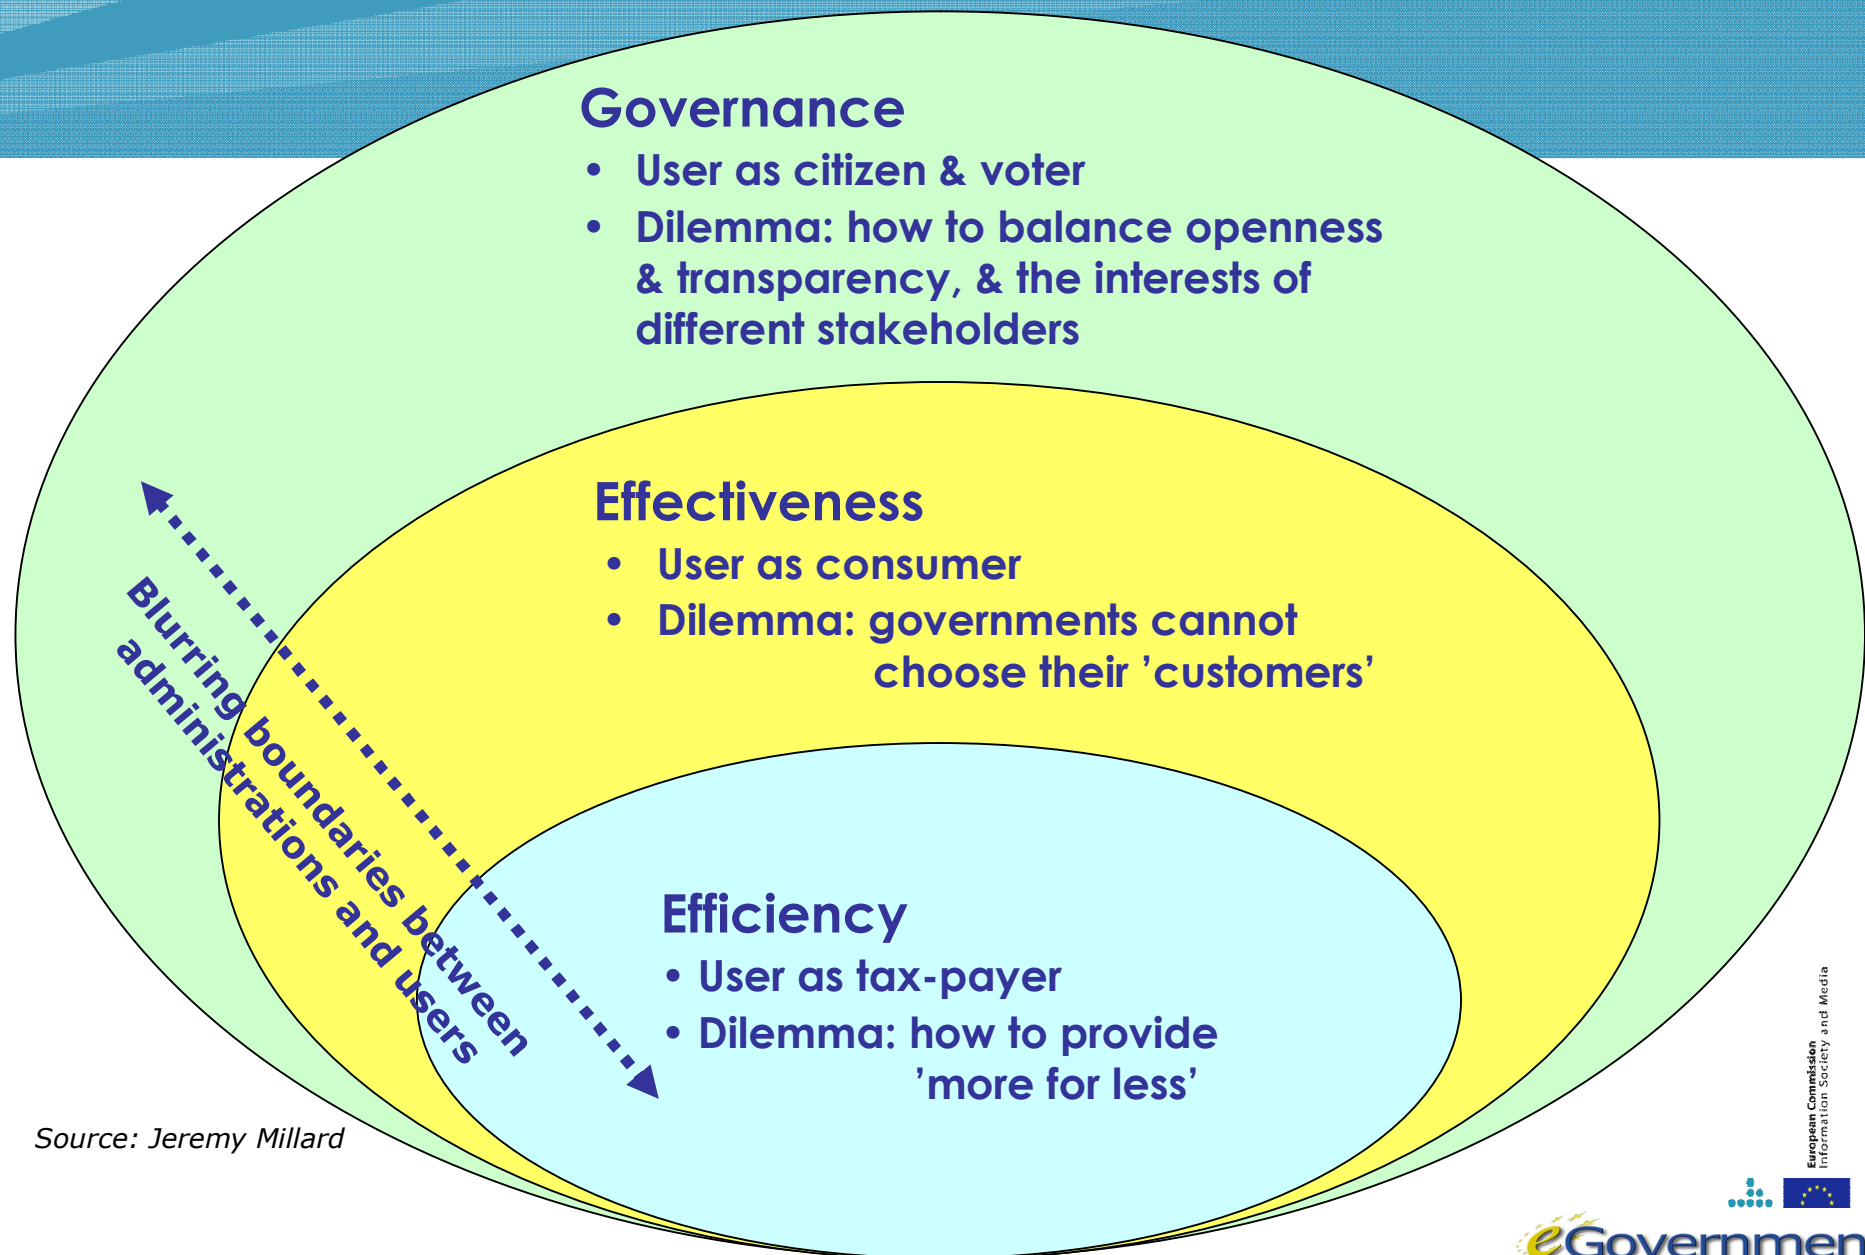 Governance
• User as citizen & voter
• Dilemma: how to balance openness
& transparency, & the interests of
different stakeholders
Effectiveness
• User as consumer
• Dilemma: governments cannot
choose their ’customers’
Blurring boundaries between
administrations and users
Efficiency
• User as tax-payer
• Dilemma: how to provide
’more for less’
Source: Jeremy Millard
European Commission
Information Society and Media
eGovernmen